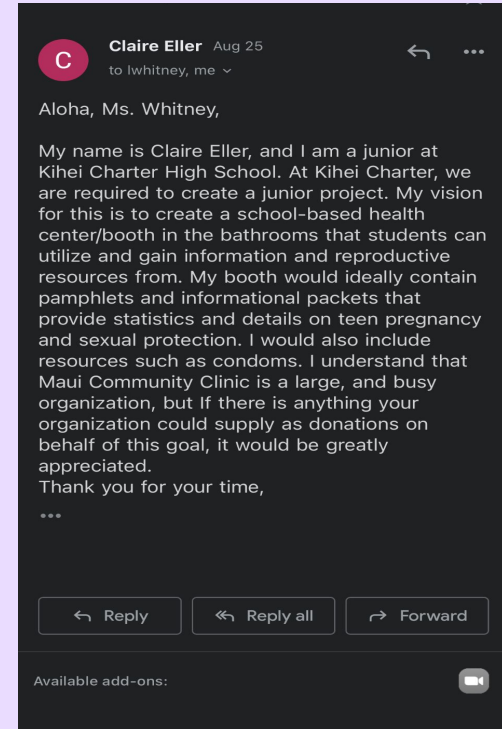 C
Claire Eller Aug 25
to lwhitney, me
Aloha, Ms. Whitney,
My name is Claire Eller, and I am a junior at
Kihei Charter High School. At Kihei Charter, we
are required to create a junior project. My vision
for this is to create a school-based health
center/booth in the bathrooms that students can
utilize and gain information and reproductive
resources from. My booth would ideally contain
pamphlets and informational packets that
provide statistics and details on teen pregnancy
and sexual protection. I would also include
resources such as condoms. I understand that
Maui Community Clinic is a large, and busy
organization, but If there is anything your
organization could supply as donations on
behalf of this goal, it would be greatly
appreciated.
Thank you for your time,
Reply
Reply all
Forward
Available add-ons: